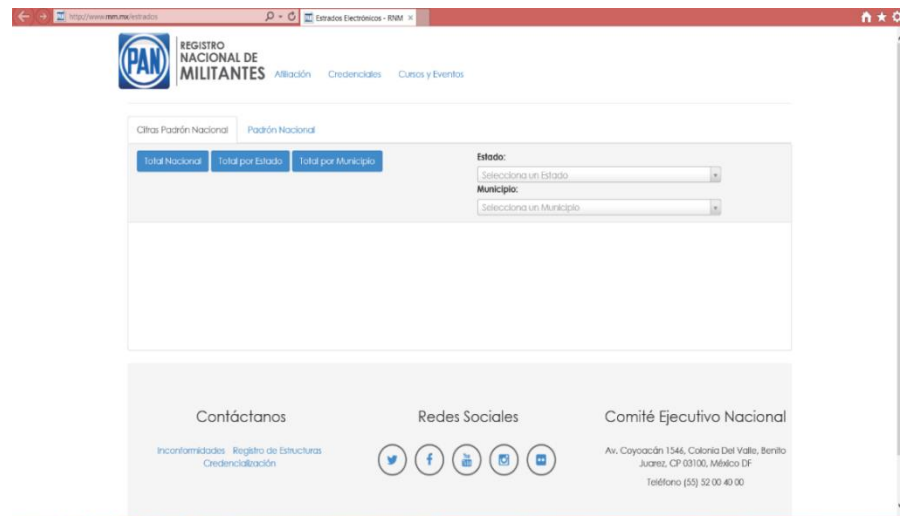 http://www.rnm.mx/estrados
Estrados Electrónicos - RNM
PAN
REGISTRO
NACIONAL DE
MILITANTES
Afiliación Credenciales Cursos y Eventos
Cifras Padrón Nacional Padrón Nacional
Total Nacional Total por Estado Total por Municipio
Estado:
Selecciona un Estado
Municipio:
Selecciona un Municipio
Contáctanos
Inconformidades Registro de Estructuras
Credencialización
Redes Sociales
Comité Ejecutivo Nacional
Av. Coyoacán 1546, Colonia Del Valle, Benito
Juarez, CP 03100, México DF
Teléfono (55) 52 00 40 00